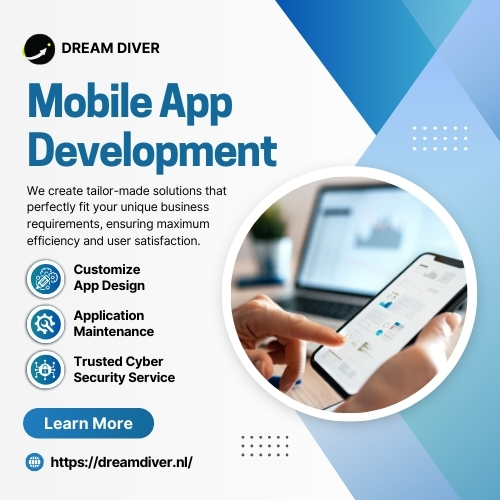 DREAM DIVER
Mobile App
Development
We create tailor-made solutions that
perfectly fit your unique business
requirements, ensuring maximum
efficiency and user satisfaction.
Customize
App Design
Application
Maintenance
Trusted Cyber
Security Service
Learn More
https://dreamdiver.nl/